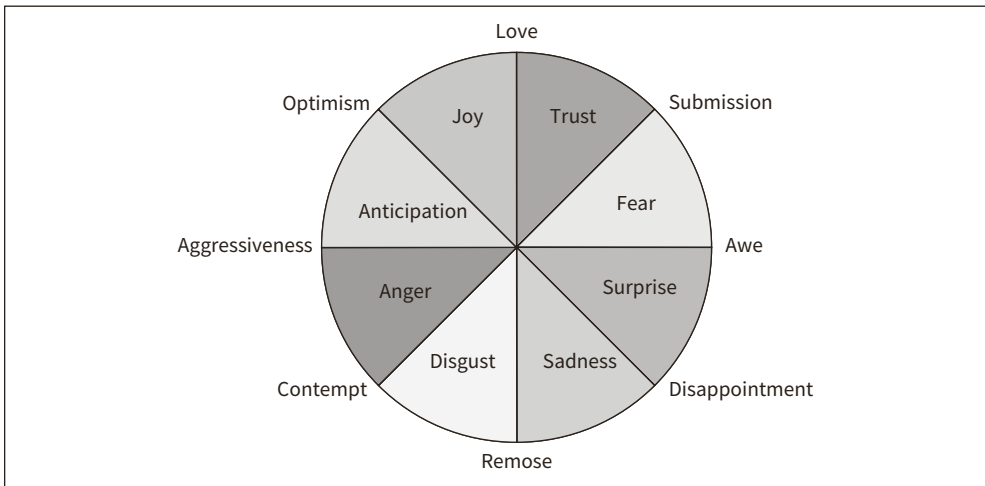 Love
Optimism
Submission
Joy
Trust
Anticipation
Fear
Aggressiveness
Awe
Anger
Surprise
Disgust
Sadness
Contempt
Disappointment
Remose